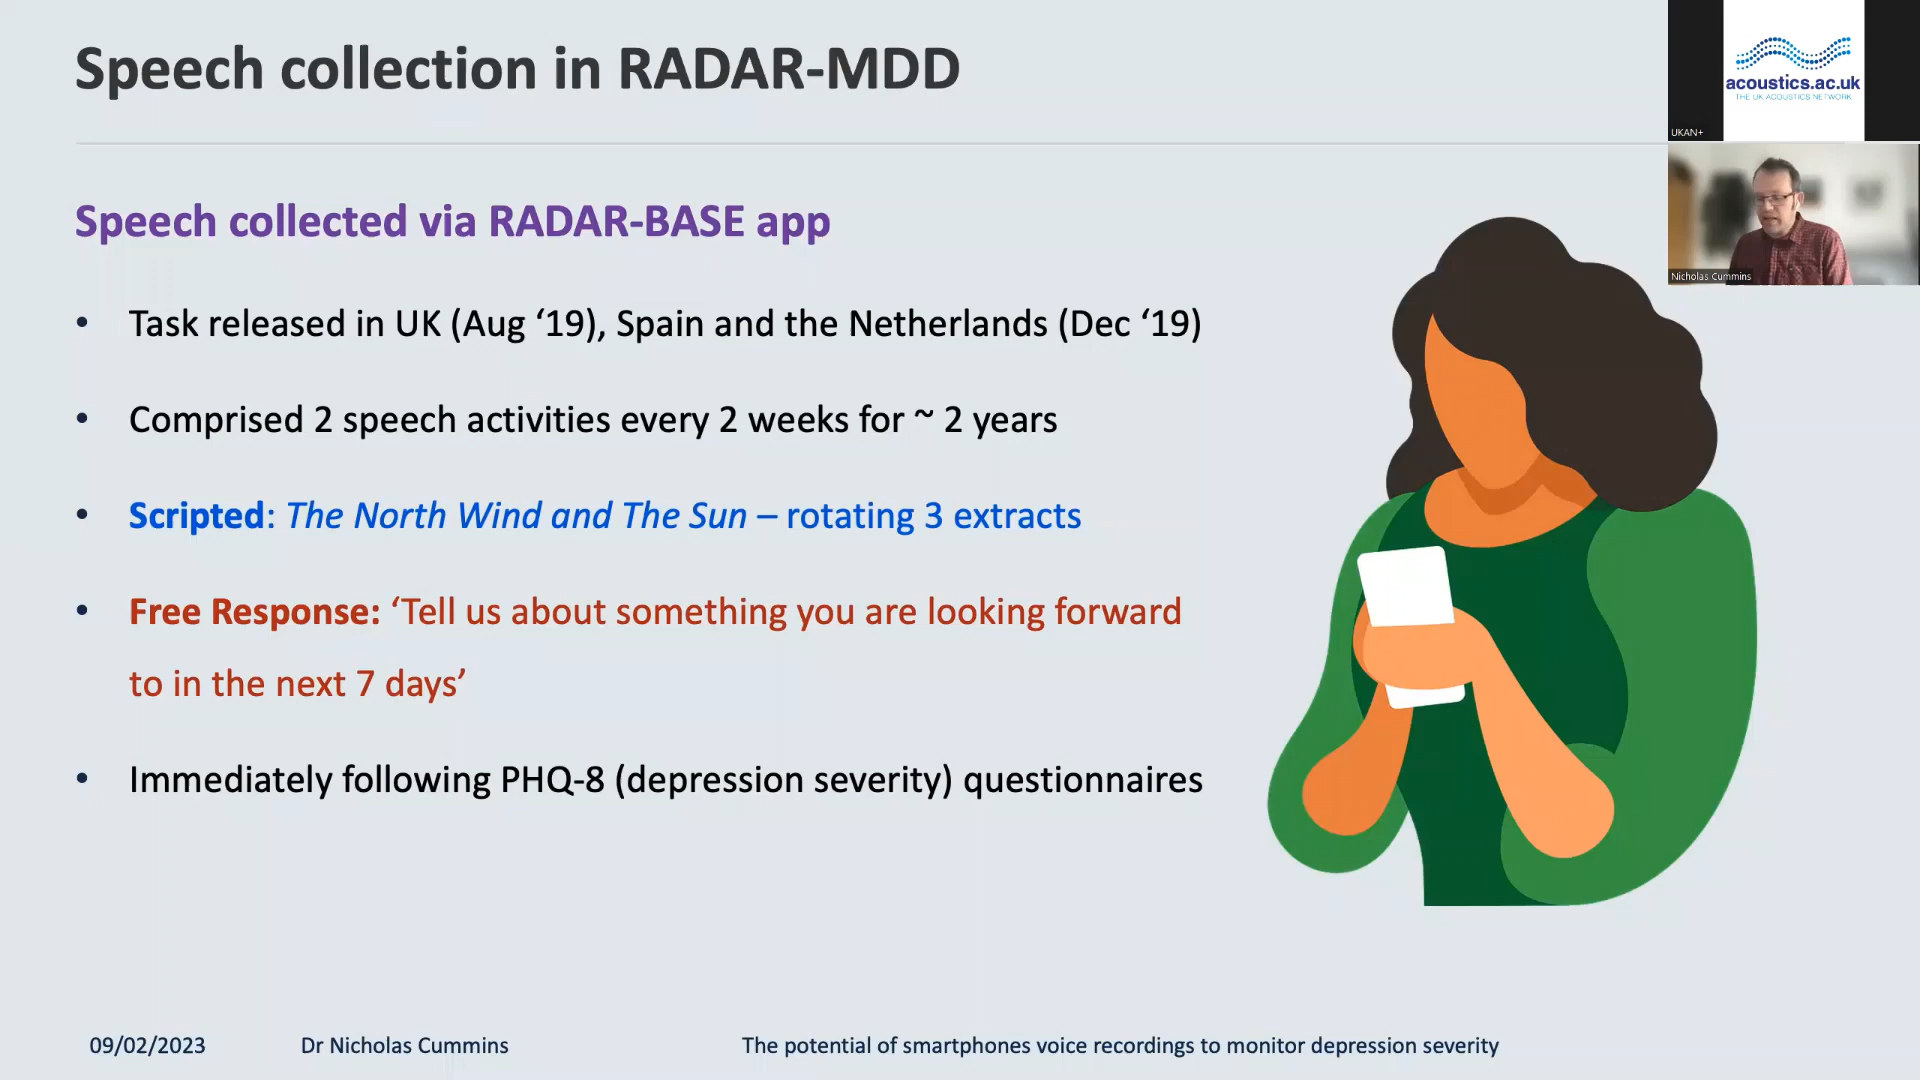 Speech collection in RADAR-MDD
acoustics.ac.uk
THE UK ACOUSTICS NETWORK
UKAN+
Nicholas Cummins
Speech collected via RADAR-BASE app
• Task released in UK (Aug ‘19), Spain and the Netherlands (Dec ‘19)
• Comprised 2 speech activities every 2 weeks for ~ 2 years
• Scripted: The North Wind and The Sun – rotating 3 extracts
• Free Response: ‘Tell us about something you are looking forward
to in the next 7 days’
• Immediately following PHQ-8 (depression severity) questionnaires
09/02/2023 Dr Nicholas Cummins The potential of smartphones voice recordings to monitor depression severity